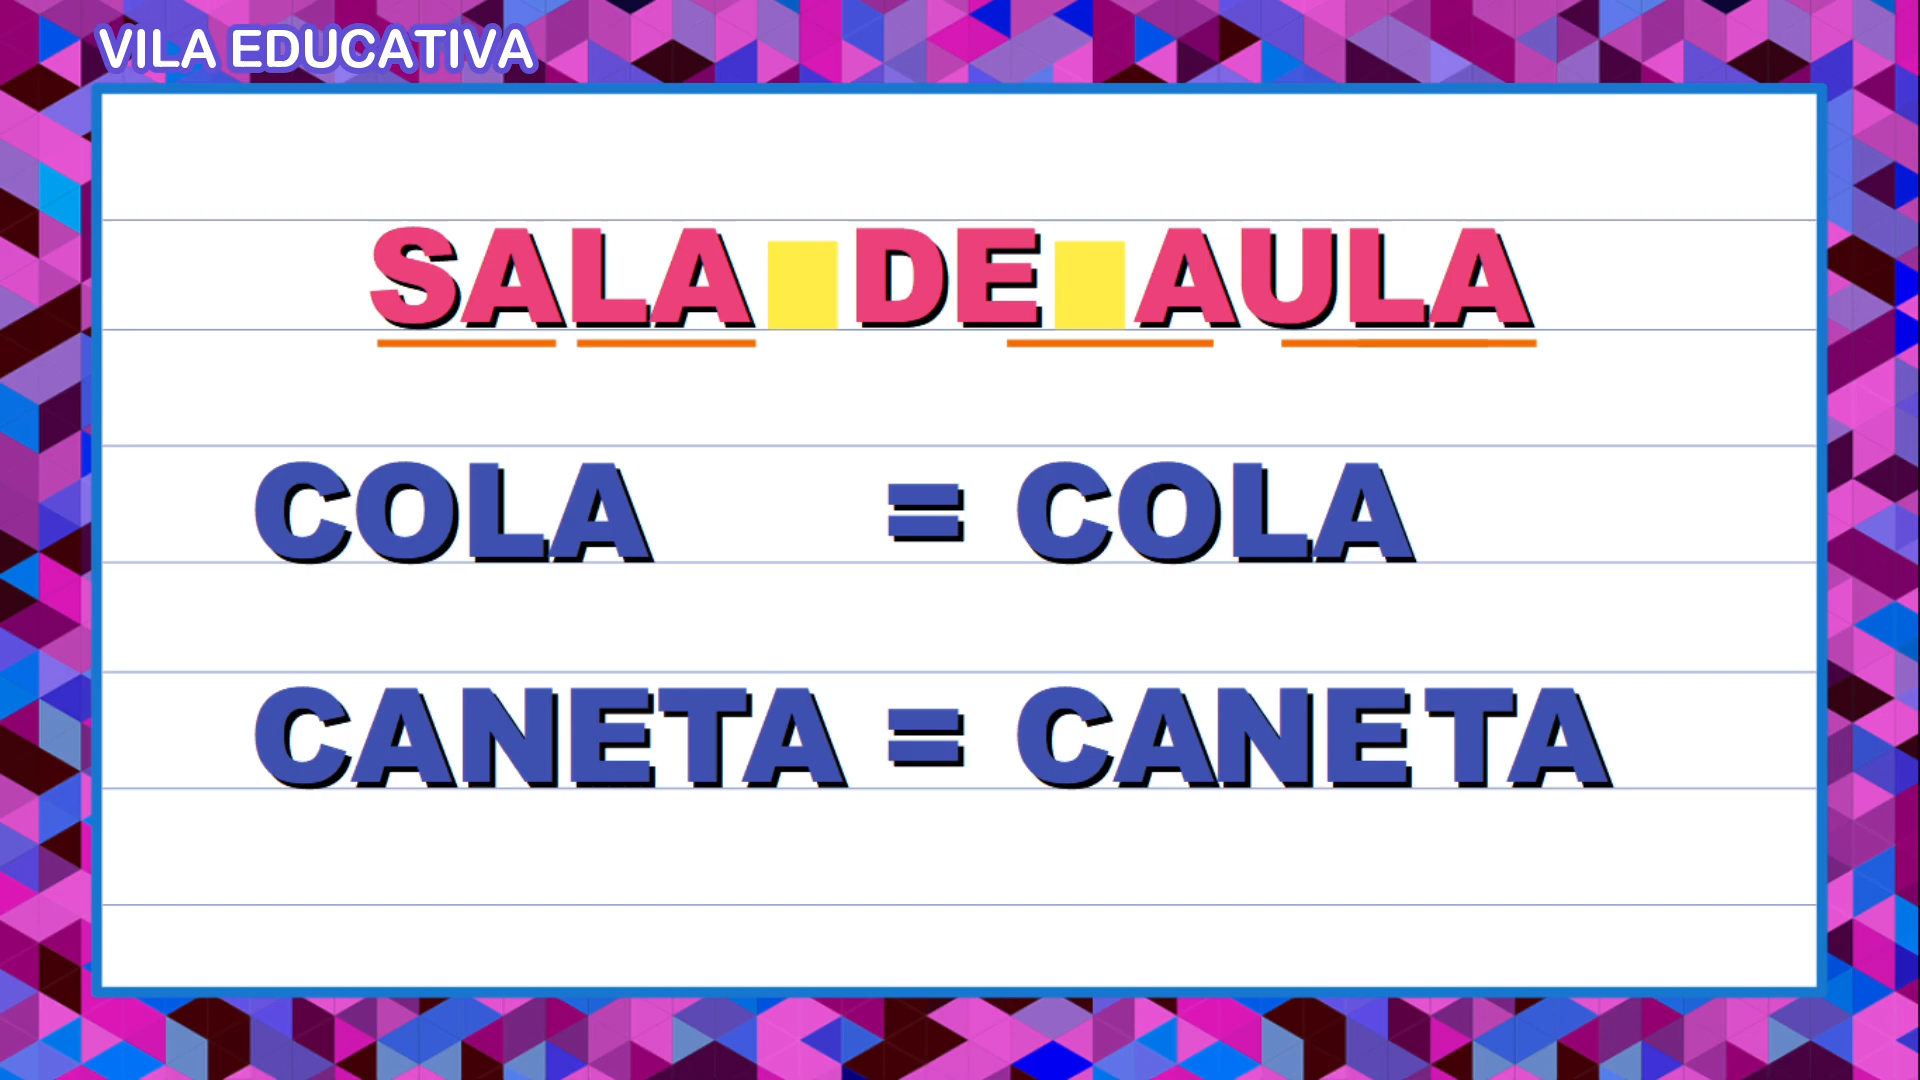 VILA EDUCATIVA
SALA DE AULA
COLA = COLA
CANETA = CANETA